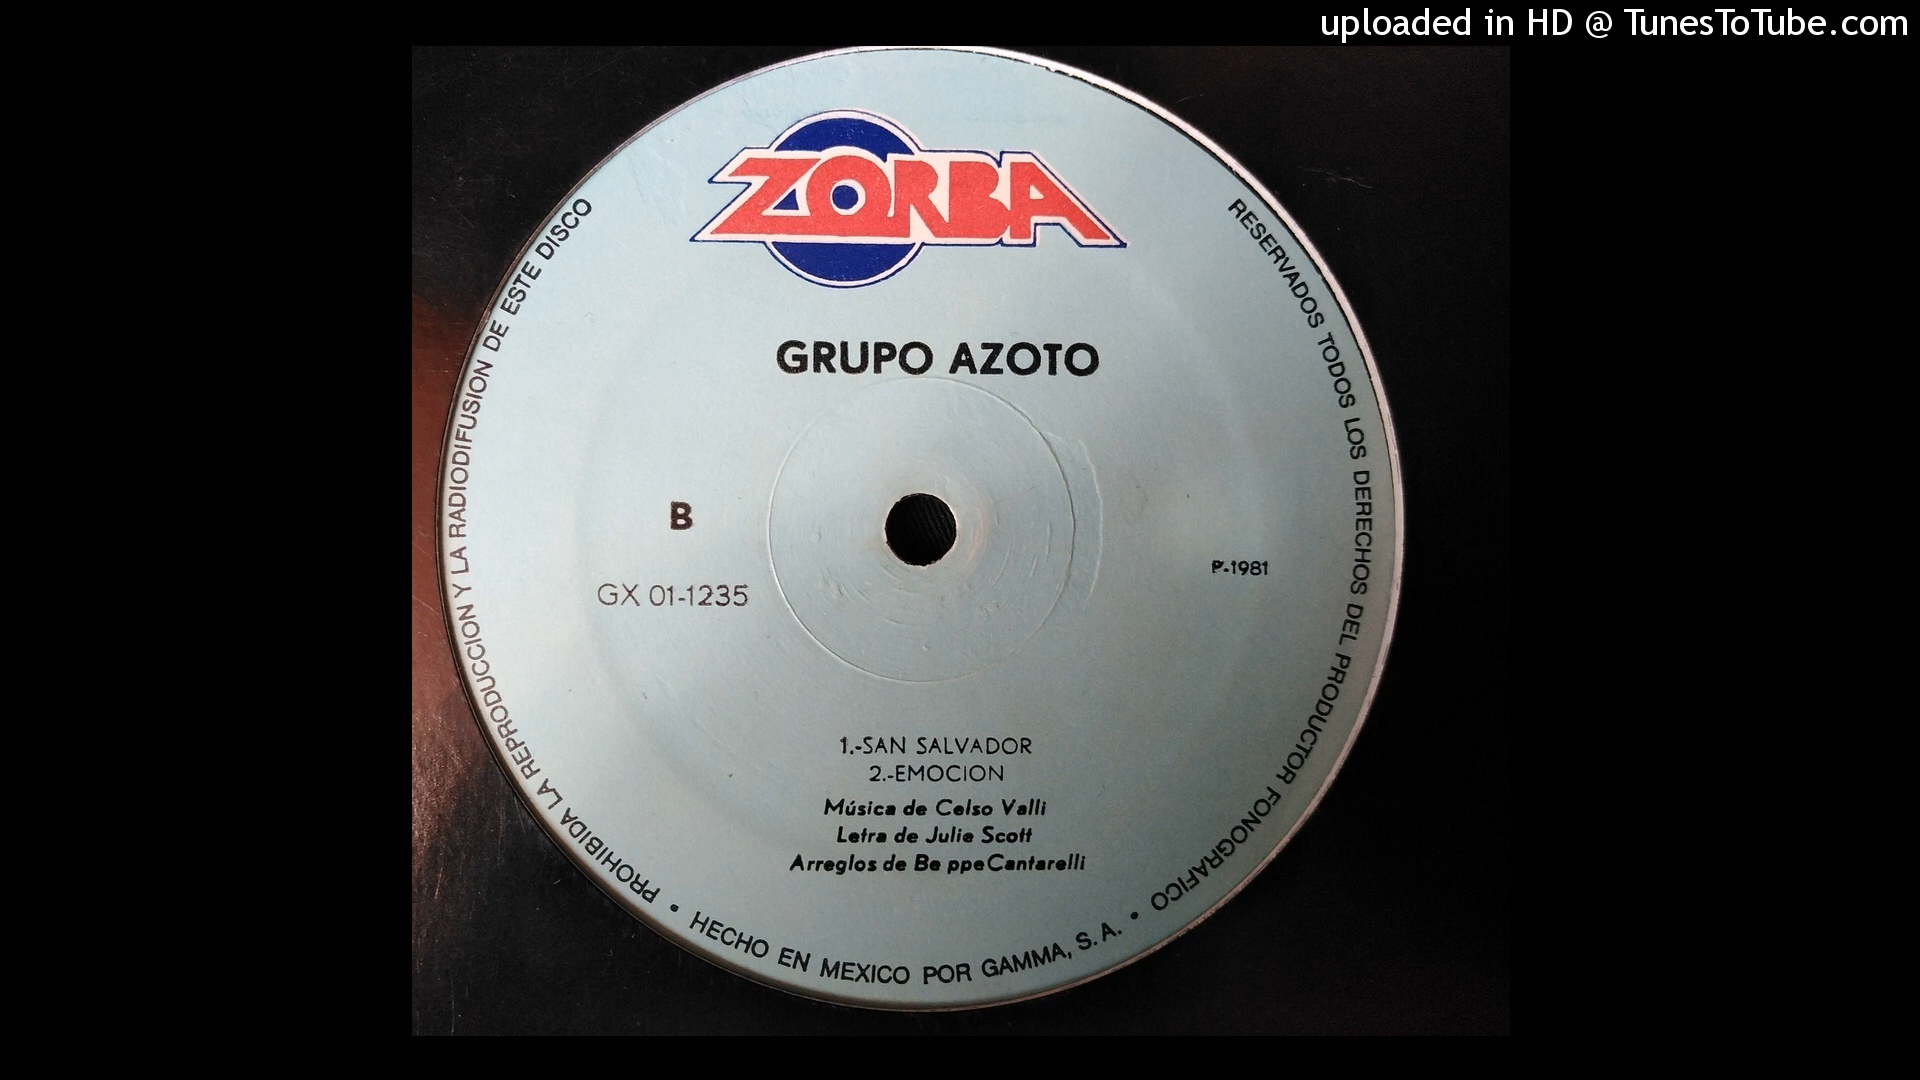 uploaded in HD @ TunesToTube.com
ZORBA
GRUPO AZOTO
B
GX 01-1235
P-1981
1.-SAN SALVADOR
2.-EMOCION
Música de Celso Valli
Letra de Julie Scott
Arreglos de Be ppeCantarelli
PROHIBIDA LA REPRODUCCION Y LA RADIODIFUSION DE ESTE DISCO
RESERVADOS TODOS LOS DERECHOS DEL PRODUCTOR FONOGRAFICO
• HECHO EN MEXICO POR GAMMA, S.A. •